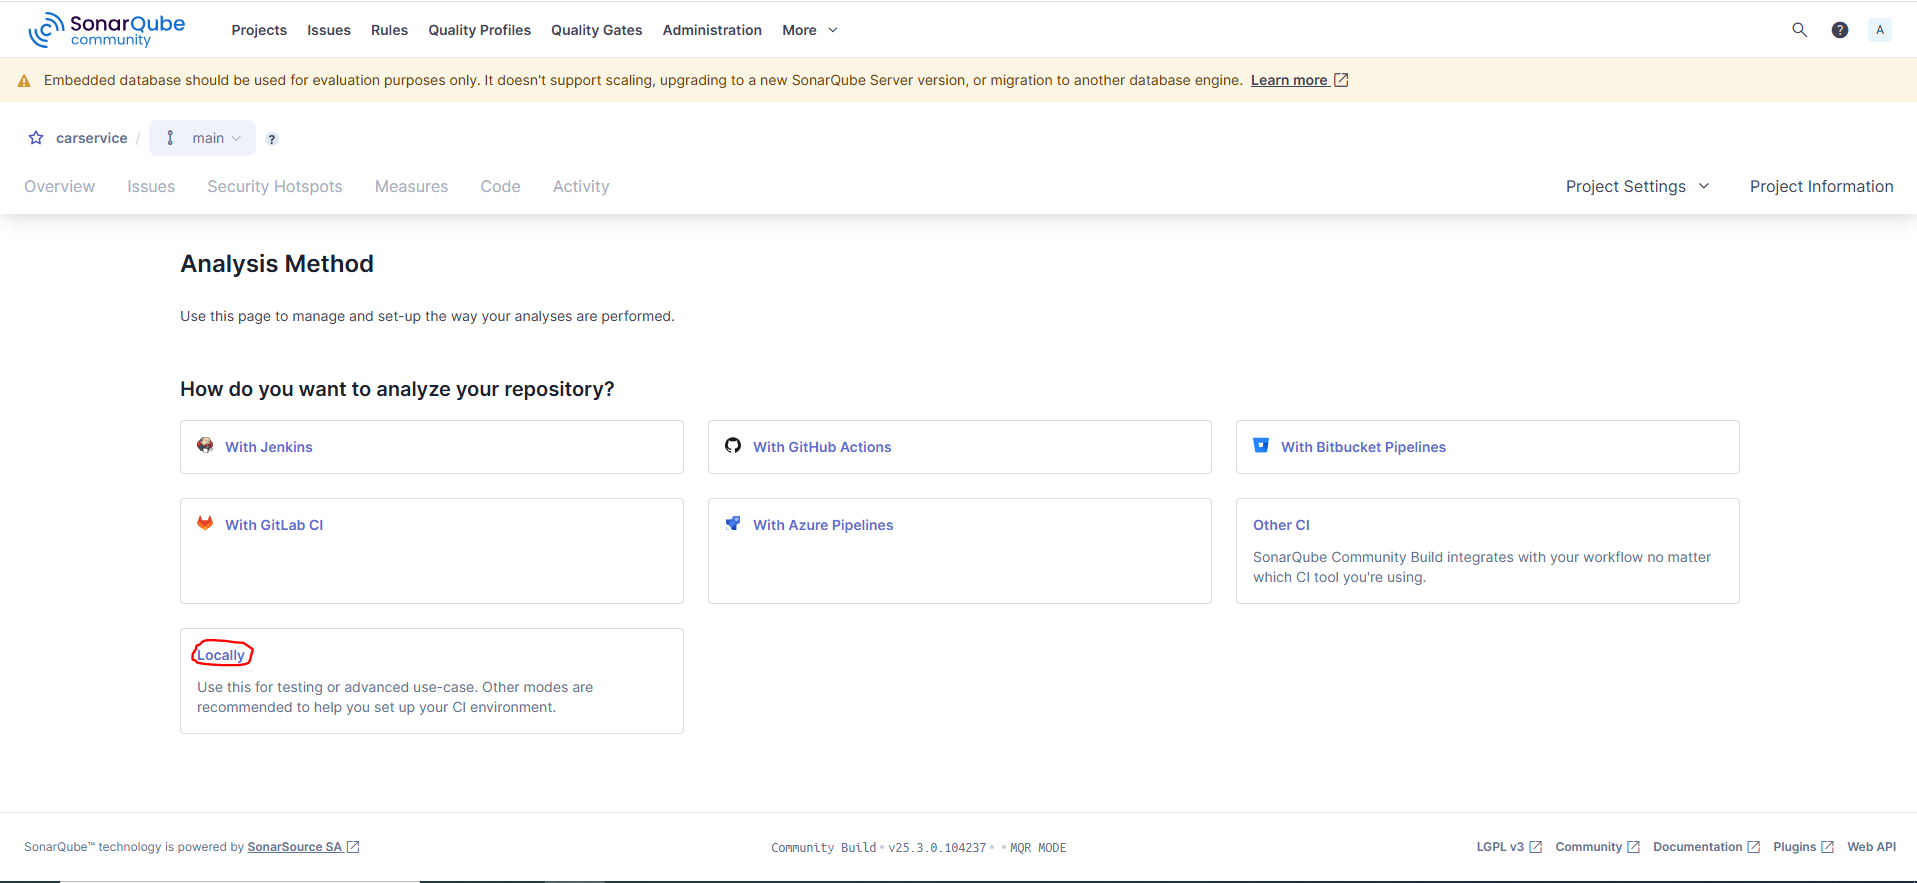 SonarQube
community
Projects Issues Rules Quality Profiles Quality Gates Administration More
? A
Embedded database should be used for evaluation purposes only. It doesn't support scaling, upgrading to a new SonarQube Server version, or migration to another database engine. Learn more
carservice / main ?
Overview Issues Security Hotspots Measures Code Activity Project Settings Project Information
Analysis Method
Use this page to manage and set-up the way your analyses are performed.
How do you want to analyze your repository?
With Jenkins With GitHub Actions With Bitbucket Pipelines
With GitLab CI With Azure Pipelines Other CI
SonarQube Community Build integrates with your workflow no matter
which CI tool you're using.
Locally
Use this for testing or advanced use-case. Other modes are
recommended to help you set up your CI environment.
SonarQube™ technology is powered by SonarSource SA Community Build • v25.3.0.104237 • • MQR MODE LGPL v3 Community Documentation Plugins Web API